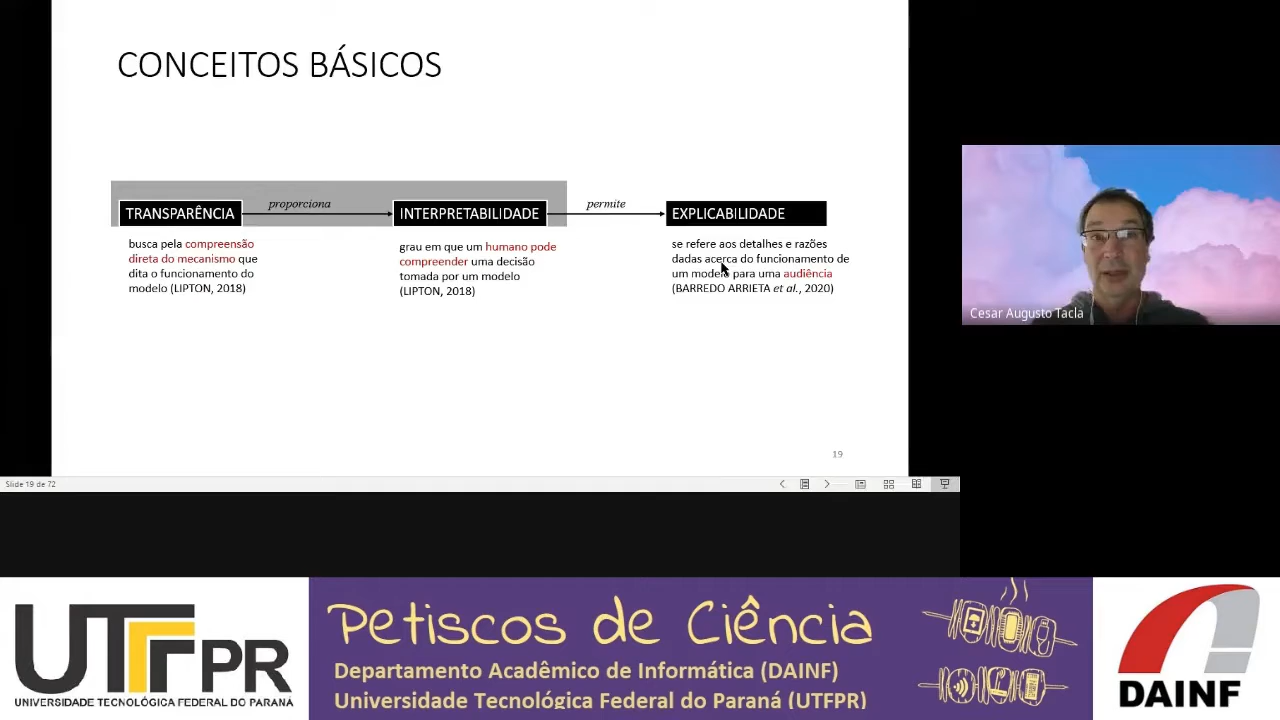 CONCEITOS BÁSICOS
TRANSPARÊNCIA
proporciona
INTERPRETABILIDADE
permite
EXPLICABILIDADE
busca pela compreensão
direta do mecanismo que
dita o funcionamento do
modelo (LIPTON, 2018)
grau em que um humano pode
compreender uma decisão
tomada por um modelo
(LIPTON, 2018)
se refere aos detalhes e razões
dadas acerca do funcionamento de
um modelo para uma audiência
(BARREDO ARRIETA et al., 2020)
19
Slide 19 de 72
Cesar Augusto Tacla
UTFPR
UNIVERSIDADE TECNOLÓGICA FEDERAL DO PARANÁ
Petiscos de Ciência
Departamento Acadêmico de Informática (DAINF)
Universidade Tecnológica Federal do Paraná (UTFPR)
DAINF